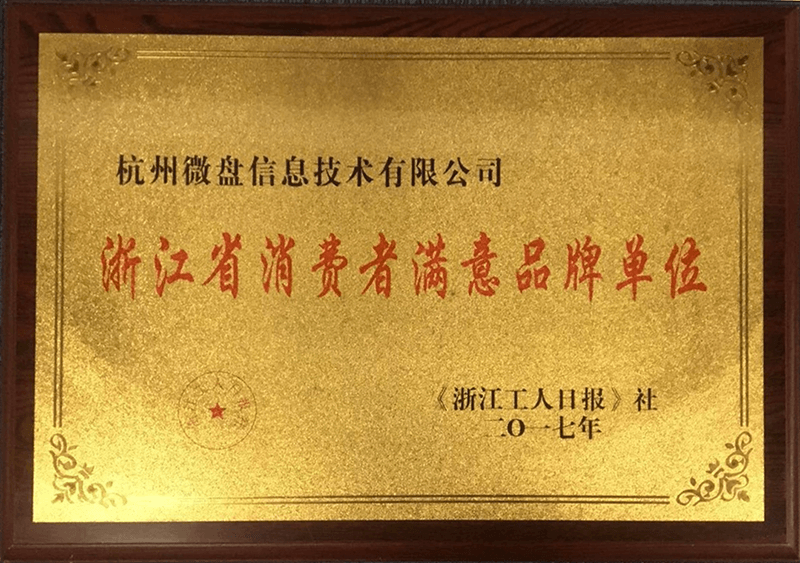 杭州微盘信息技术有限公司
浙江省消费者满意品牌单位
《浙江工人日报》社
二〇一七年